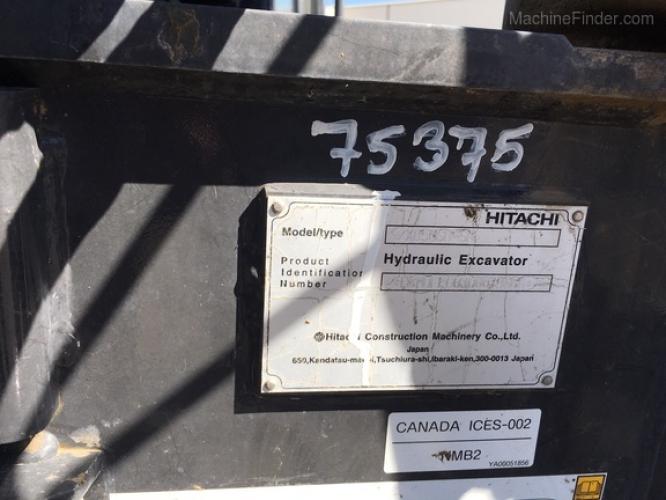 MachineFinder.com
75375
HITACHI
Model/type
Product
Identification
Number
Hydraulic Excavator
Hitachi Construction Machinery Co.,Ltd.
Japan
650,Kandatsu-machi,Tsuchiura-shi,Ibaraki-ken,300-0013 Japan
CANADA ICES-002
NMB2
YA00051856